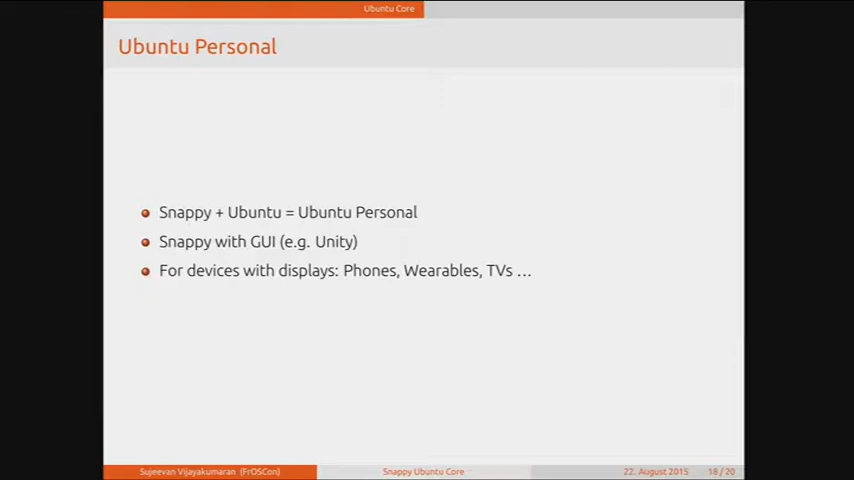 Ubuntu Core
Ubuntu Personal
Snappy + Ubuntu = Ubuntu Personal
Snappy with GUI (e.g. Unity)
For devices with displays: Phones, Wearables, TVs ...
Sujeevan Vijayakumaran (FrOSCon)
Snappy Ubuntu Core
22. August 2015
18 / 20